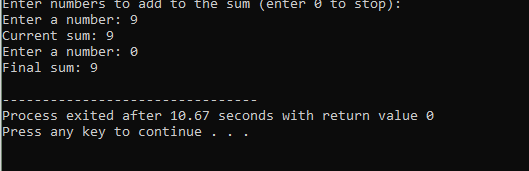 Enter numbers to add to the sum (enter 0 to stop):
Enter a number: 9
Current sum: 9
Enter a number: 0
Final sum: 9
--------------------------------
Process exited after 10.67 seconds with return value 0
Press any key to continue . . .